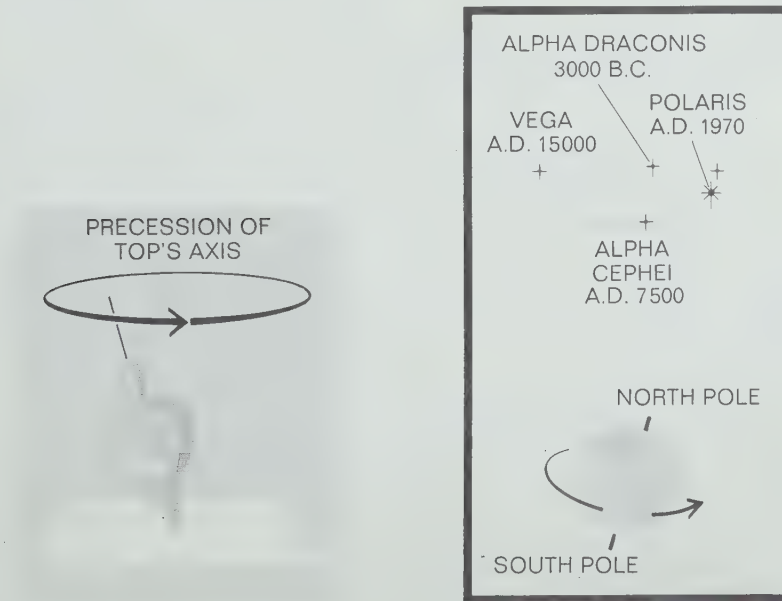 PRECESSION OF
TOP'S AXIS
ALPHA DRACONIS
3000 B.C.
POLARIS
A.D. 1970
VEGA
A.D. 15000
ALPHA
CEPHEI
A.D. 7500
NORTH POLE
SOUTH POLE